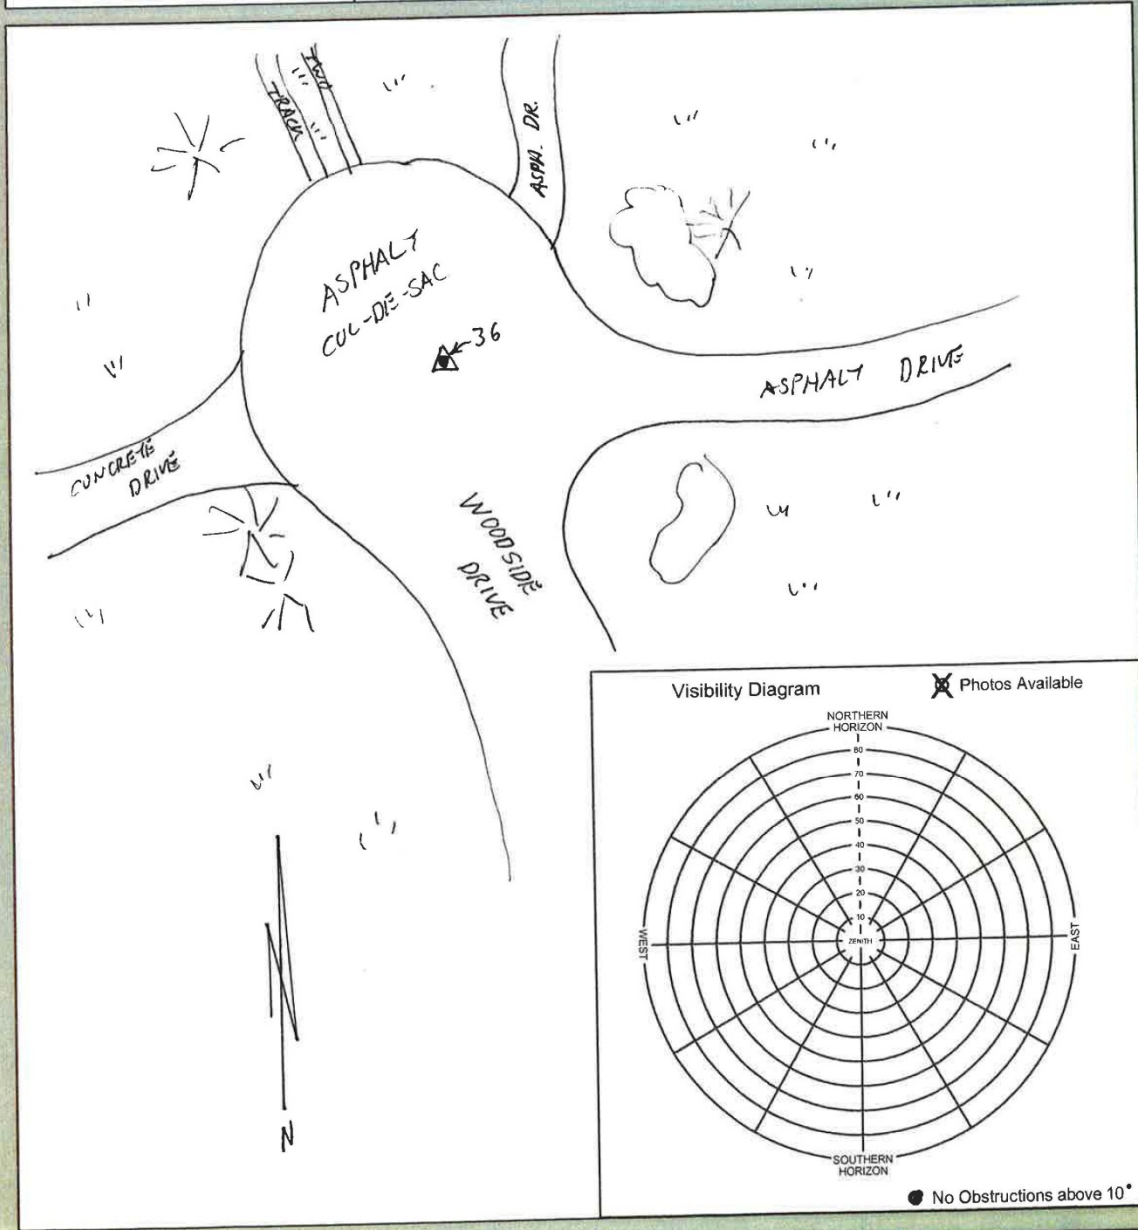 TWO
TRACK
ASPH. DR.
ASPHALT
CUL-DE-SAC
36
ASPHALT DRIVE
CONCRETE
DRIVE
WOODSIDE
DRIVE
N
Visibility Diagram
Photos Available
NORTHERN
HORIZON
80
70
60
50
40
30
20
10
ZENITH
WEST
EAST
SOUTHERN
HORIZON
No Obstructions above 10°